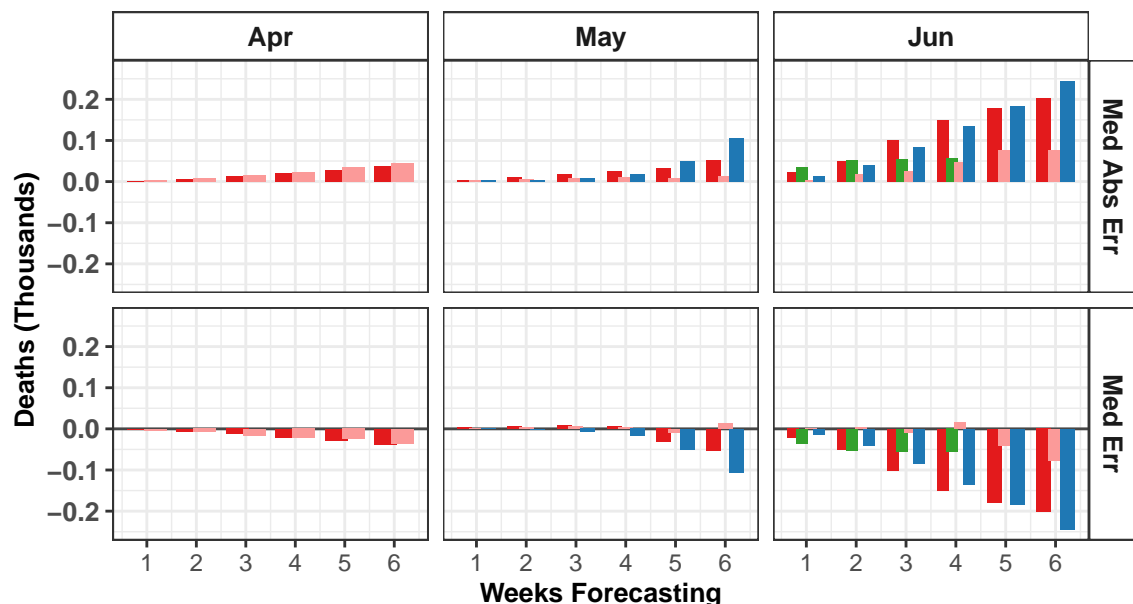 Apr
May
Jun
0.2
0.1
0.0
−0.1
−0.2
Med Abs Err
0.2
0.1
0.0
−0.1
−0.2
Med Err
Deaths (Thousands)
1 2 3 4 5 6
1 2 3 4 5 6
1 2 3 4 5 6
Weeks Forecasting